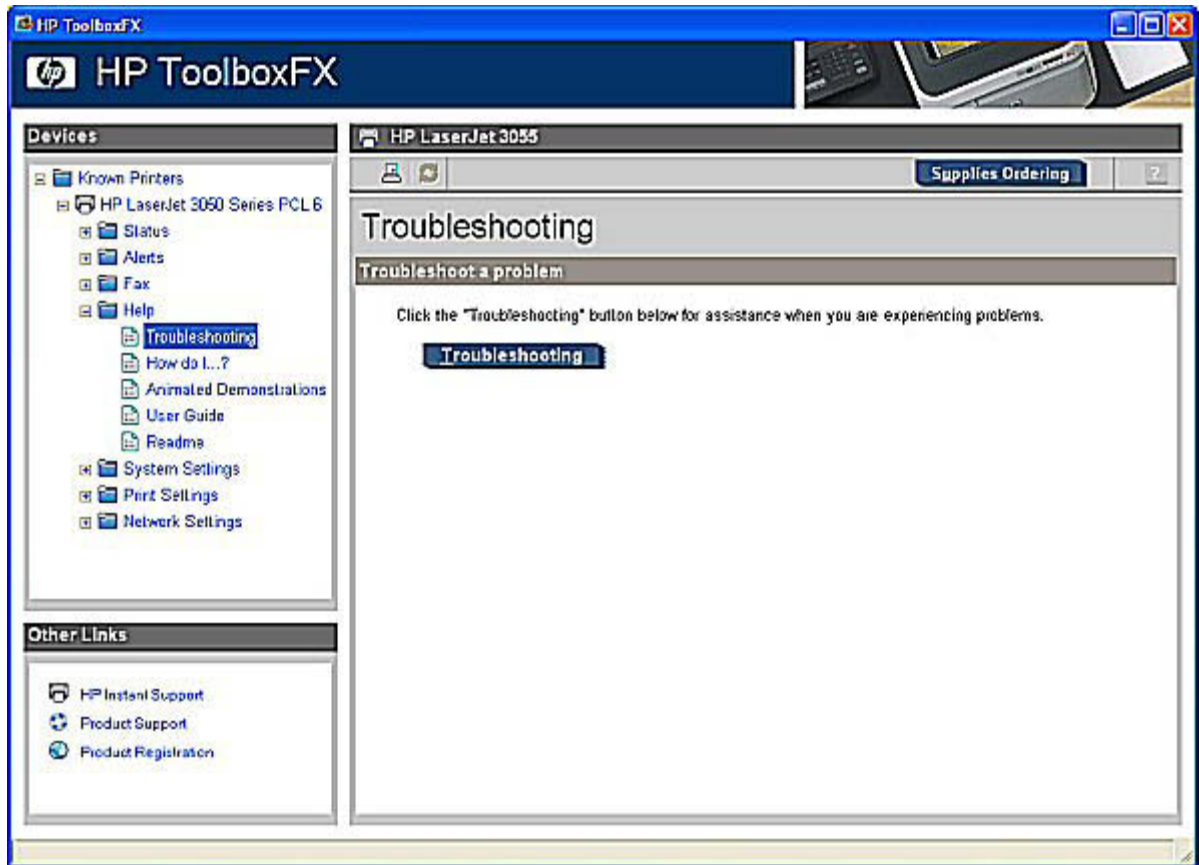 HP ToolboxFX
hp HP ToolboxFX
Devices
Known Printers
HP LaserJet 3050 Series PCL 6
Status
Alerts
Fax
Help
Troubleshooting
How do I...?
Animated Demonstrations
User Guide
Readme
System Settings
Print Settings
Network Settings
Other Links
HP Instant Support
Product Support
Product Registration
HP LaserJet 3055
Supplies Ordering ?
Troubleshooting
Troubleshoot a problem
Click the "Troubleshooting" button below for assistance when you are experiencing problems.
Troubleshooting